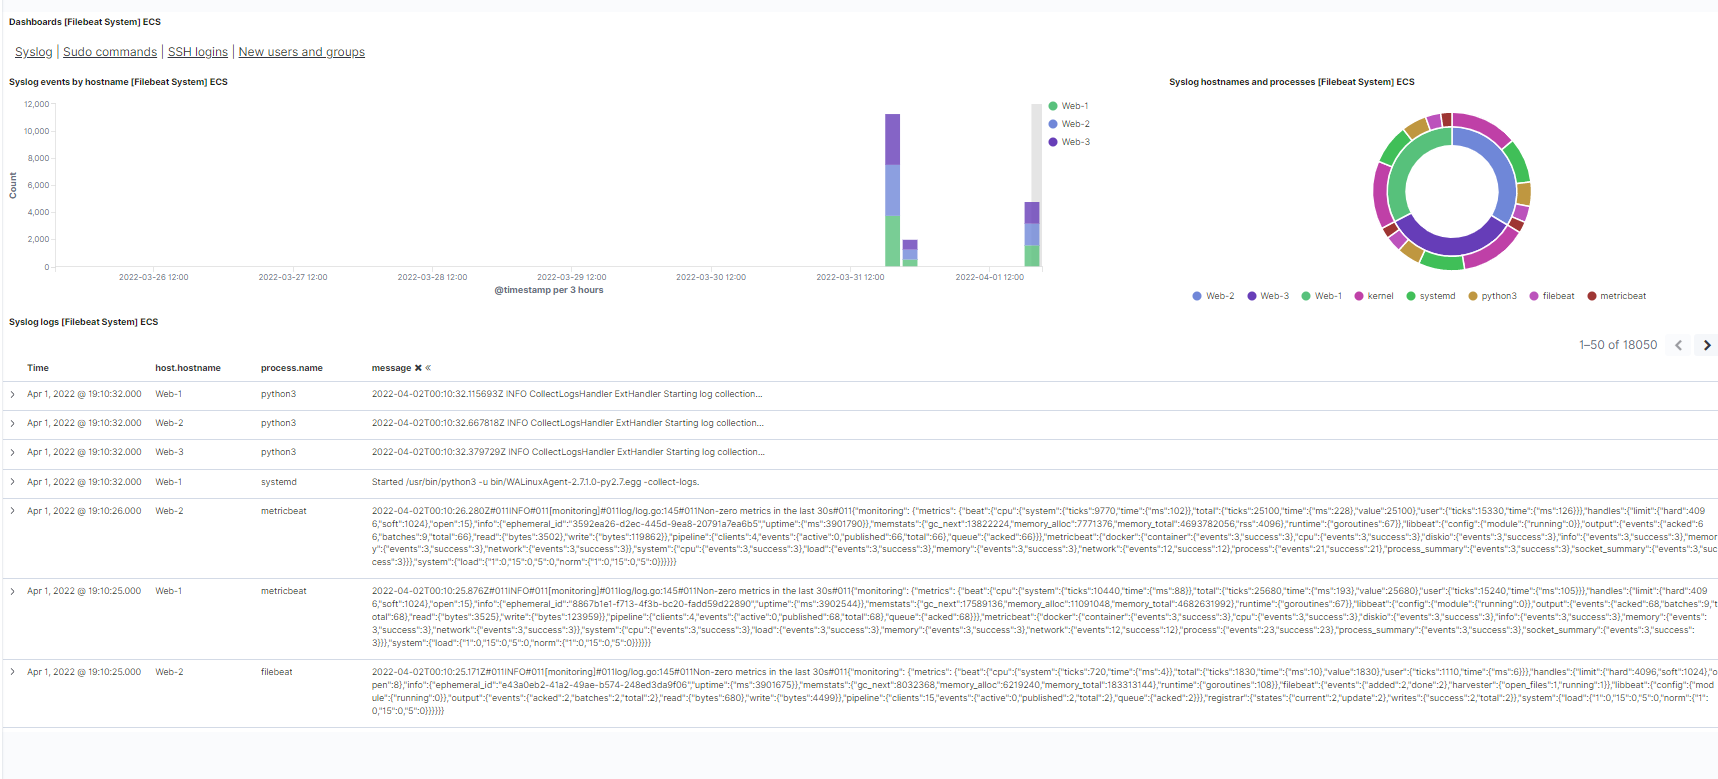 Dashboards [Filebeat System] ECS
Syslog | Sudo commands | SSH logins | New users and groups
Syslog events by hostname [Filebeat System] ECS
12,000
10,000
8,000
6,000
4,000
2,000
0
Count
2022-03-26 12:00
2022-03-27 12:00
2022-03-28 12:00
2022-03-29 12:00
2022-03-30 12:00
2022-03-31 12:00
2022-04-01 12:00
@timestamp per 3 hours
Web-1
Web-2
Web-3
Syslog hostnames and processes [Filebeat System] ECS
Web-2 Web-3 Web-1 kernel systemd python3 filebeat metricbeat
Syslog logs [Filebeat System] ECS
1–50 of 18050
Time host.hostname process.name message
Apr 1, 2022 @ 19:10:32.000 Web-1 python3 2022-04-02T00:10:32.115693Z INFO CollectLogsHandler ExtHandler Starting log collection...
Apr 1, 2022 @ 19:10:32.000 Web-2 python3 2022-04-02T00:10:32.667818Z INFO CollectLogsHandler ExtHandler Starting log collection...
Apr 1, 2022 @ 19:10:32.000 Web-3 python3 2022-04-02T00:10:32.379729Z INFO CollectLogsHandler ExtHandler Starting log collection...
Apr 1, 2022 @ 19:10:32.000 Web-1 systemd Started /usr/bin/python3 -u bin/WALinuxAgent-2.7.1.0-py2.7.egg -collect-logs.
Apr 1, 2022 @ 19:10:26.000 Web-2 metricbeat 2022-04-02T00:10:26.280Z#011INFO#011[monitoring]#011log/log.go:145#011Non-zero metrics in the last 30s#011{"monitoring": {"metrics": {"beat":{"cpu":{"system":{"ticks":9770,"time":{"ms":102}},"total":{"ticks":25100,"time":{"ms":228},"value":25100},"user":{"ticks":15330,"time":{"ms":126}}},"handles":{"limit":{"hard":409
6,"soft":1024},"open":15},"info":{"ephemeral_id":"3592ea26-d2ec-445d-9ea8-20791a7ea6b5","uptime":{"ms":3901790}},"memstats":{"gc_next":13822224,"memory_alloc":7771376,"memory_total":4693782056,"rss":4096},"runtime":{"goroutines":67}},"libbeat":{"config":{"module":{"running":0}},"output":{"events":{"acked":6
6,"batches":9,"total":66},"read":{"bytes":3502},"write":{"bytes":119862}},"pipeline":{"clients":4,"events":{"active":0,"published":66,"total":66},"queue":{"acked":66}}},"metricbeat":{"docker":{"container":{"events":3,"success":3},"cpu":{"events":3,"success":3},"diskio":{"events":3,"success":3},"info":{"events":3,"success":3},"memor
y":{"events":3,"success":3},"network":{"events":3,"success":3}},"system":{"cpu":{"events":3,"success":3},"load":{"events":3,"success":3},"memory":{"events":3,"success":3},"network":{"events":12,"success":12},"process":{"events":21,"success":21},"process_summary":{"events":3,"success":3},"socket_summary":{"events":3,"suc
cess":3}}},"system":{"load":{"1":0,"15":0,"5":0,"norm":{"1":0,"15":0,"5":0}}}}}}
Apr 1, 2022 @ 19:10:25.000 Web-1 metricbeat 2022-04-02T00:10:25.876Z#011INFO#011[monitoring]#011log/log.go:145#011Non-zero metrics in the last 30s#011{"monitoring": {"metrics": {"beat":{"cpu":{"system":{"ticks":10440,"time":{"ms":88}},"total":{"ticks":25680,"time":{"ms":193},"value":25680},"user":{"ticks":15240,"time":{"ms":105}}},"handles":{"limit":{"hard":409
6,"soft":1024},"open":15},"info":{"ephemeral_id":"8867b1e1-f713-4f3b-bc20-fadd59d22890","uptime":{"ms":3902544}},"memstats":{"gc_next":17589136,"memory_alloc":11091048,"memory_total":4682631992},"runtime":{"goroutines":67}},"libbeat":{"config":{"module":{"running":0}},"output":{"events":{"acked":68,"batches":9,"t
total":68},"read":{"bytes":3525},"write":{"bytes":123959}},"pipeline":{"clients":4,"events":{"active":0,"published":68,"total":68},"queue":{"acked":68}}},"metricbeat":{"docker":{"container":{"events":3,"success":3},"cpu":{"events":3,"success":3},"diskio":{"events":3,"success":3},"info":{"events":3,"success":3},"memory":{"events"
:3,"success":3},"network":{"events":3,"success":3}},"system":{"cpu":{"events":3,"success":3},"load":{"events":3,"success":3},"memory":{"events":3,"success":3},"network":{"events":12,"success":12},"process":{"events":23,"success":23},"process_summary":{"events":3,"success":3},"socket_summary":{"events":3,"success":
3}}},"system":{"load":{"1":0,"15":0,"5":0,"norm":{"1":0,"15":0,"5":0}}}}}}
Apr 1, 2022 @ 19:10:25.000 Web-2 filebeat 2022-04-02T00:10:25.171Z#011INFO#011[monitoring]#011log/log.go:145#011Non-zero metrics in the last 30s#011{"monitoring": {"metrics": {"beat":{"cpu":{"system":{"ticks":720,"time":{"ms":4}},"total":{"ticks":1830,"time":{"ms":10},"value":1830},"user":{"ticks":1110,"time":{"ms":6}}},"handles":{"limit":{"hard":4096,"soft":1024},"o
pen":8},"info":{"ephemeral_id":"e43a0eb2-41a2-49ae-b574-248ed3da9f06","uptime":{"ms":3901675}},"memstats":{"gc_next":8032368,"memory_alloc":6219240,"memory_total":183313144},"runtime":{"goroutines":108}},"filebeat":{"events":{"added":2,"done":2},"harvester":{"open_files":1,"running":1}},"libbeat":{"config":{"mod
ule":{"running":0}},"output":{"events":{"acked":2,"batches":2,"total":2},"read":{"bytes":680},"write":{"bytes":4499}},"pipeline":{"clients":15,"events":{"active":0,"published":2,"total":2},"queue":{"acked":2}}},"registrar":{"states":{"current":2,"update":2},"writes":{"success":2,"total":2}},"system":{"load":{"1":0,"15":0,"5":0,"norm":{"1"
:0,"15":0,"5":0}}}}}}